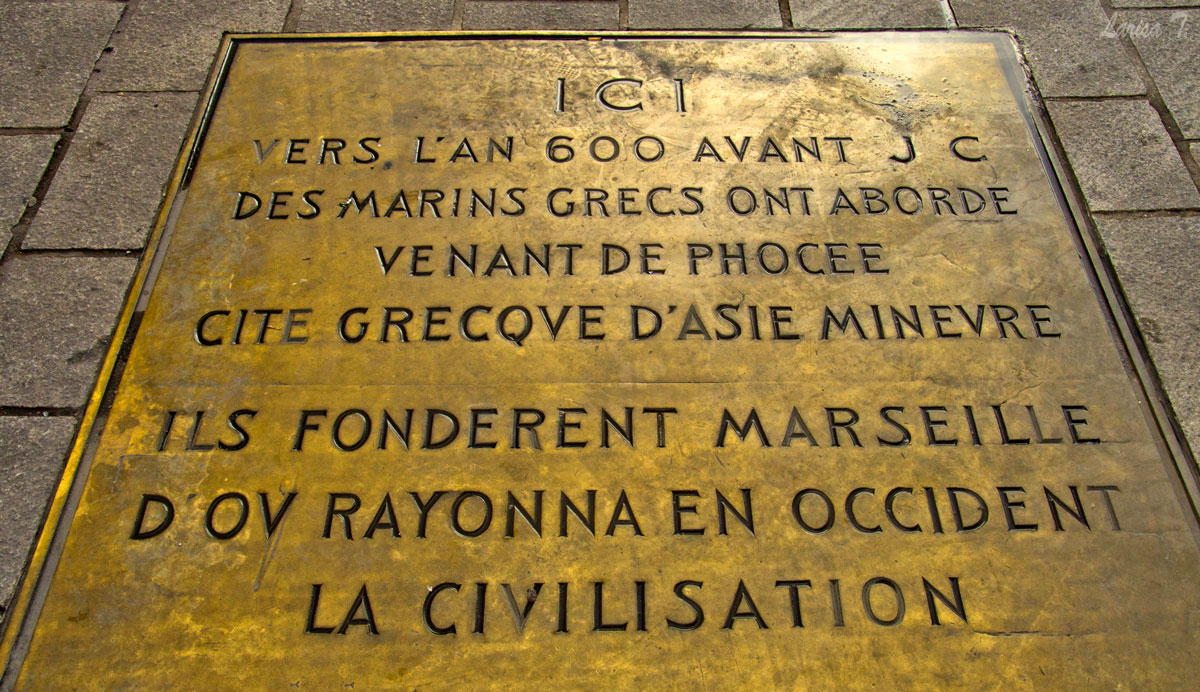 Larisa T
ICI
VERS L'AN 600 AVANT J C
DES MARINS GRECS ONT ABORDE
VENANT DE PHOCEE
CITE GRECQVE D'ASIE MINEVRE
ILS FONDERENT MARSEILLE
D'OV RAYONNA EN OCCIDENT
LA CIVILISATION